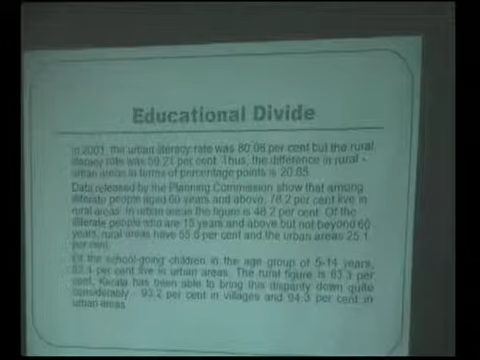 Educational Divide
In 2001, the urban literacy rate was 80.06 per cent but the rural
literacy rate was 59.21 per cent. Thus, the difference in rural -
urban areas in terms of percentage points is 20.85.
Data released by the Planning Commission show that among
illiterate people aged 60 years and above, 78.2 per cent live in
rural areas. In urban areas the figure is 48.2 per cent. Of the
illiterate people who are 15 years and above but not beyond 60
years, rural areas have 55.6 per cent and the urban areas 25.1
per cent.
Of the school-going children in the age group of 5-14 years,
82.1 per cent live in urban areas. The rural figure is 63.3 per
cent. Kerala has been able to bring this disparity down quite
considerably - 93.2 per cent in villages and 94.3 per cent in
urban areas